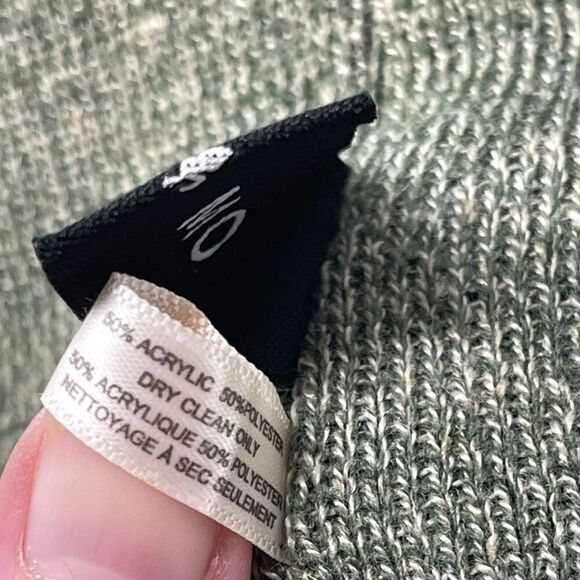 50% ACRYLIC 50%POLYESTER
DRY CLEAN ONLY
50% ACRYLIQUE 50% POLYESTER
NETTOYAGE À SEC SEULEMENT